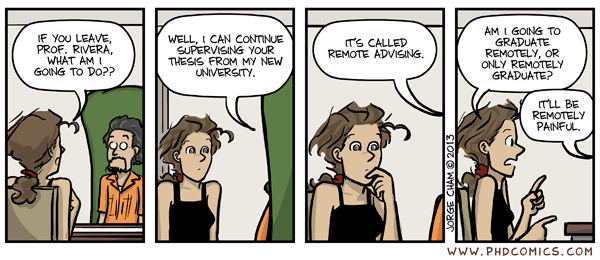 IF YOU LEAVE,
PROF. RIVERA,
WHAT AM I
GOING TO DO??
WELL, I CAN CONTINUE
SUPERVISING YOUR
THESIS FROM MY NEW
UNIVERSITY.
IT'S CALLED
REMOTE ADVISING.
AM I GOING TO
GRADUATE
REMOTELY, OR
ONLY REMOTELY
GRADUATE?
IT'LL BE
REMOTELY
PAINFUL.
JORGE CHAM © 2013
WWW.PHDCOMICS.COM